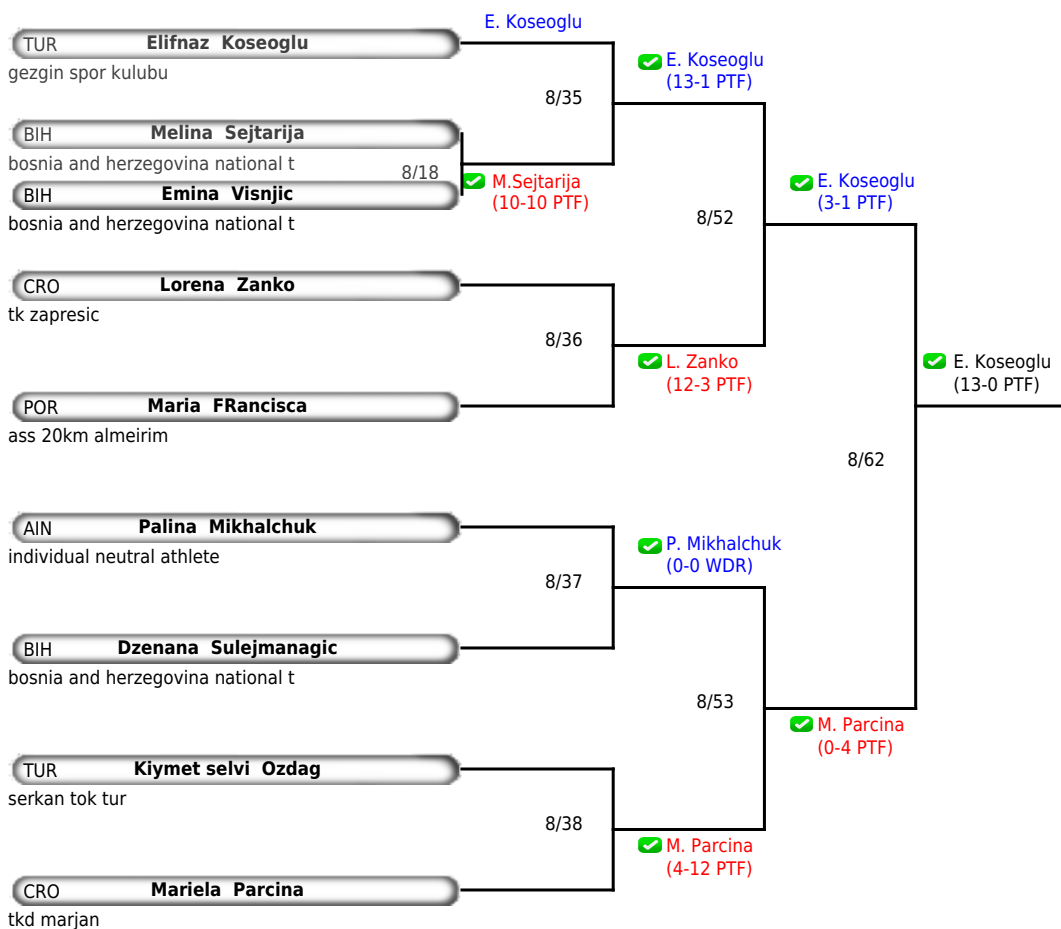 E. Koseoglu
TUR Elifnaz Koseoglu
gezgin spor kulubu
E. Koseoglu
(13-1 PTF)
8/35
BIH Melina Sejtarija
bosnia and herzegovina national t
8/18
M.Sejtarija
(10-10 PTF)
BIH Emina Visnjic
bosnia and herzegovina national t
E. Koseoglu
(3-1 PTF)
8/52
CRO Lorena Zanko
tk zapresic
8/36
L. Zanko
(12-3 PTF)
E. Koseoglu
(13-0 PTF)
POR Maria FRancisca
ass 20km almeirim
8/62
AIN Palina Mikhalchuk
individual neutral athlete
P. Mikhalchuk
(0-0 WDR)
8/37
BIH Dzenana Sulejmanagic
bosnia and herzegovina national t
8/53
M. Parcina
(0-4 PTF)
TUR Kiymet selvi Ozdag
serkan tok tur
8/38
M. Parcina
(4-12 PTF)
CRO Mariela Parcina
tkd marjan